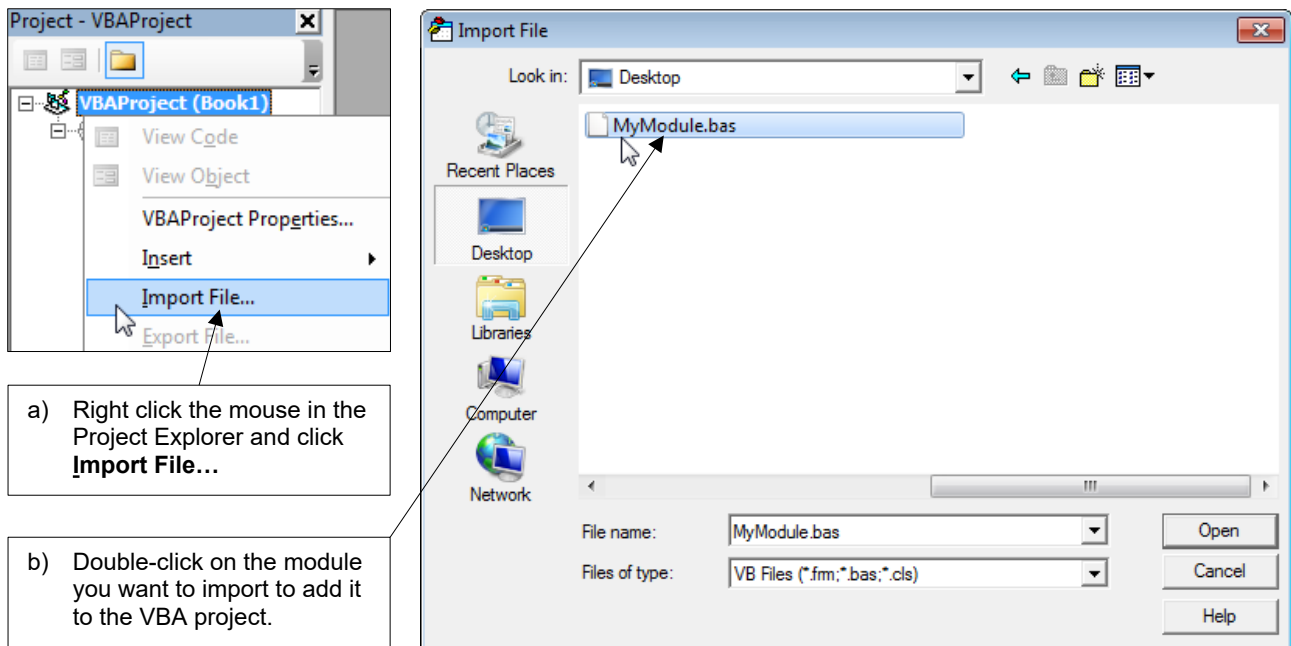 Project - VBAProject
VBAProject (Book1)
View Code
View Object
VBAProject Properties...
Insert
Import File...
Export File...
a) Right click the mouse in the
Project Explorer and click
Import File…
b) Double-click on the module
you want to import to add it
to the VBA project.
Import File
Look in:
Desktop
MyModule.bas
Recent Places
Desktop
Libraries
Computer
Network
File name:
MyModule.bas
Open
Files of type:
VB Files (*.frm;*.bas;*.cls)
Cancel
Help